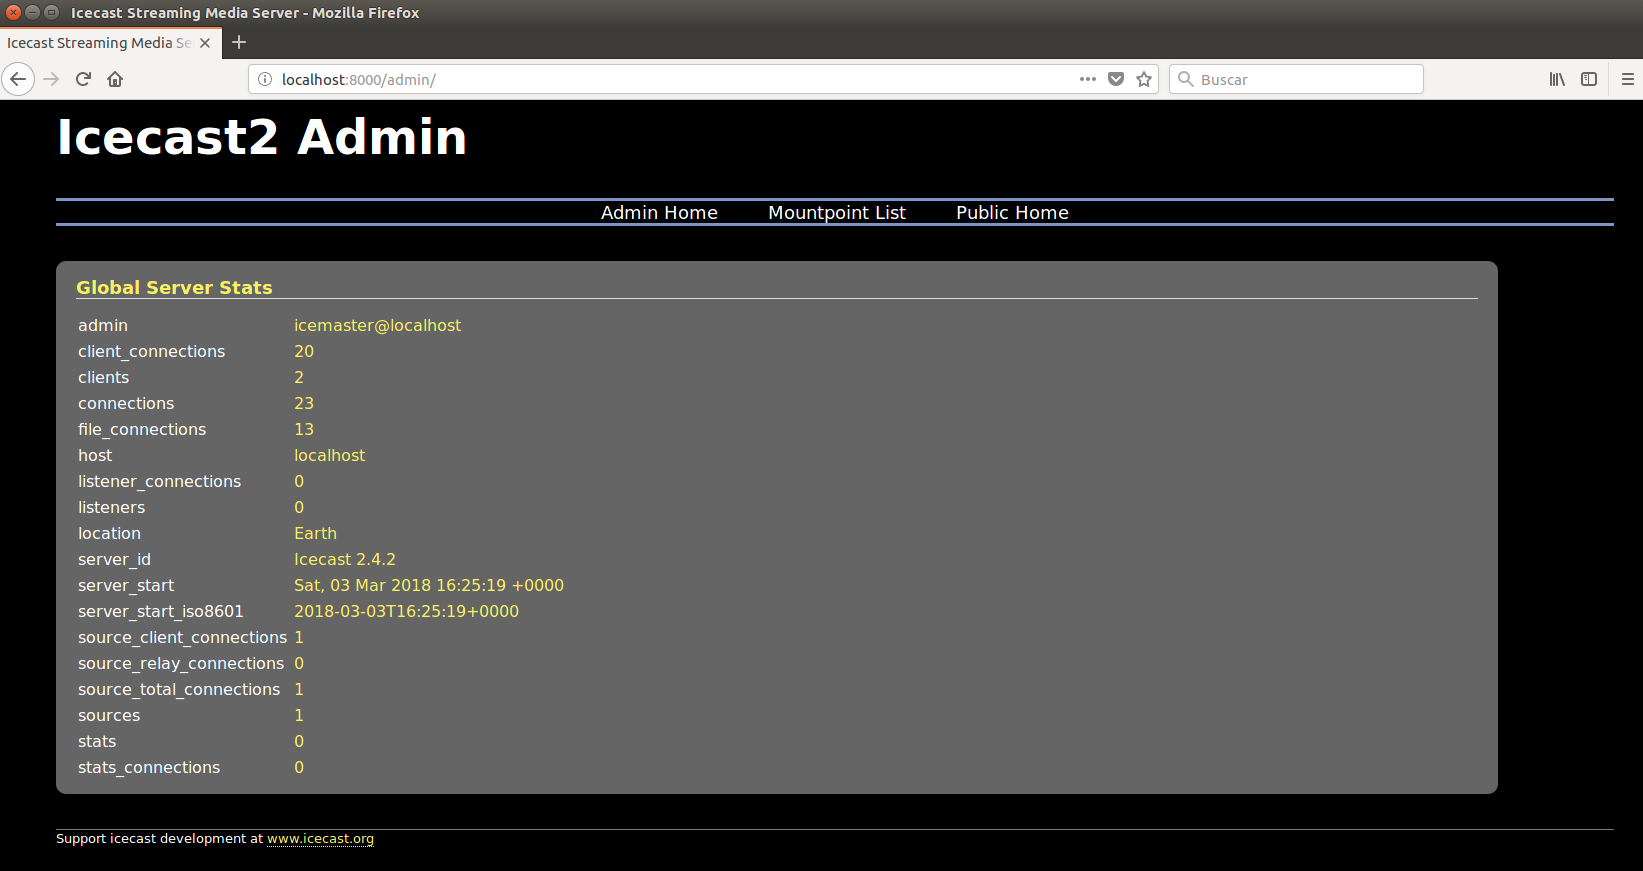 Icecast Streaming Media Server - Mozilla Firefox
Icecast Streaming Media Se
localhost:8000/admin/
Buscar
Icecast2 Admin
Admin Home Mountpoint List Public Home
Global Server Stats
admin icemaster@localhost
client_connections 20
clients 2
connections 23
file_connections 13
host localhost
listener_connections 0
listeners 0
location Earth
server_id Icecast 2.4.2
server_start Sat, 03 Mar 2018 16:25:19 +0000
server_start_iso8601 2018-03-03T16:25:19+0000
source_client_connections 1
source_relay_connections 0
source_total_connections 1
sources 1
stats 0
stats_connections 0
Support icecast development at www.icecast.org